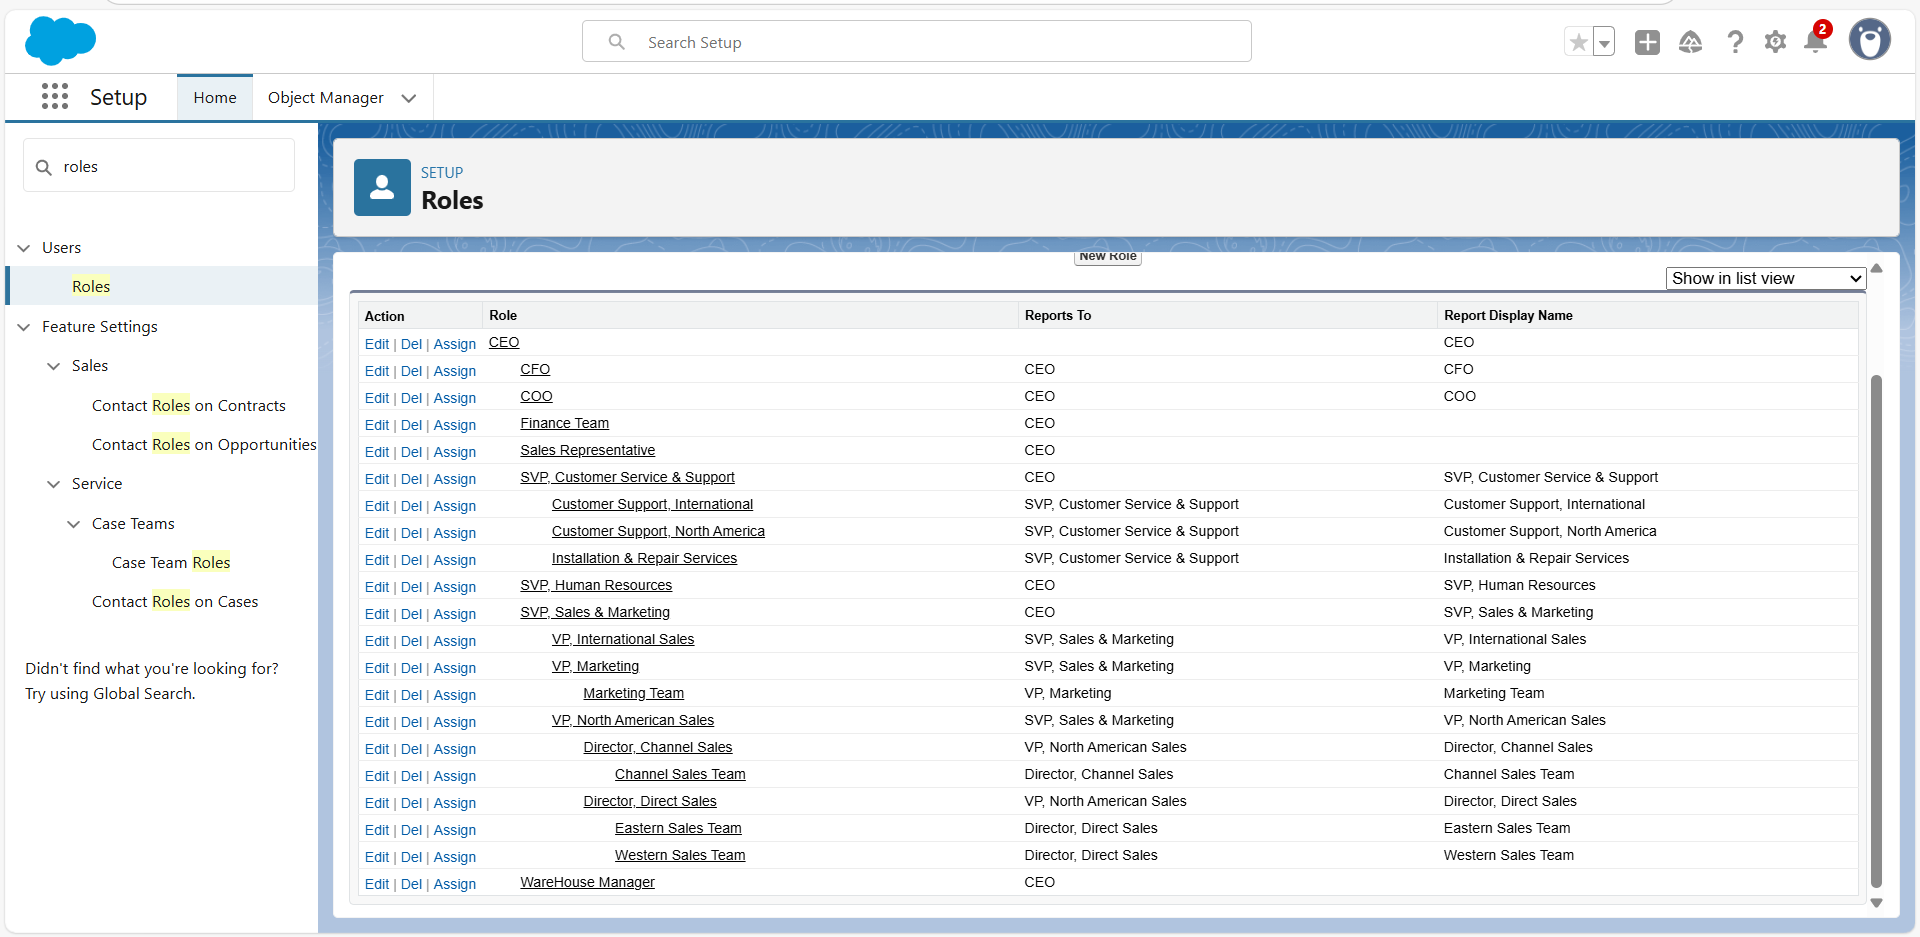 Search Setup
2
Setup
Home
Object Manager
roles
Users
Roles
Feature Settings
Sales
Contact Roles on Contracts
Contact Roles on Opportunities
Service
Case Teams
Case Team Roles
Contact Roles on Cases
Didn't find what you're looking for?
Try using Global Search.
SETUP
Roles
New Role
Show in list view
Action Role Reports To Report Display Name
Edit | Del | Assign CEO CEO
Edit | Del | Assign CFO CEO CFO
Edit | Del | Assign COO CEO COO
Edit | Del | Assign Finance Team CEO
Edit | Del | Assign Sales Representative CEO
Edit | Del | Assign SVP, Customer Service & Support CEO SVP, Customer Service & Support
Edit | Del | Assign Customer Support, International SVP, Customer Service & Support Customer Support, International
Edit | Del | Assign Customer Support, North America SVP, Customer Service & Support Customer Support, North America
Edit | Del | Assign Installation & Repair Services SVP, Customer Service & Support Installation & Repair Services
Edit | Del | Assign SVP, Human Resources CEO SVP, Human Resources
Edit | Del | Assign SVP, Sales & Marketing CEO SVP, Sales & Marketing
Edit | Del | Assign VP, International Sales SVP, Sales & Marketing VP, International Sales
Edit | Del | Assign VP, Marketing SVP, Sales & Marketing VP, Marketing
Edit | Del | Assign Marketing Team VP, Marketing Marketing Team
Edit | Del | Assign VP, North American Sales SVP, Sales & Marketing VP, North American Sales
Edit | Del | Assign Director, Channel Sales VP, North American Sales Director, Channel Sales
Edit | Del | Assign Channel Sales Team Director, Channel Sales Channel Sales Team
Edit | Del | Assign Director, Direct Sales VP, North American Sales Director, Direct Sales
Edit | Del | Assign Eastern Sales Team Director, Direct Sales Eastern Sales Team
Edit | Del | Assign Western Sales Team Director, Direct Sales Western Sales Team
Edit | Del | Assign WareHouse Manager CEO